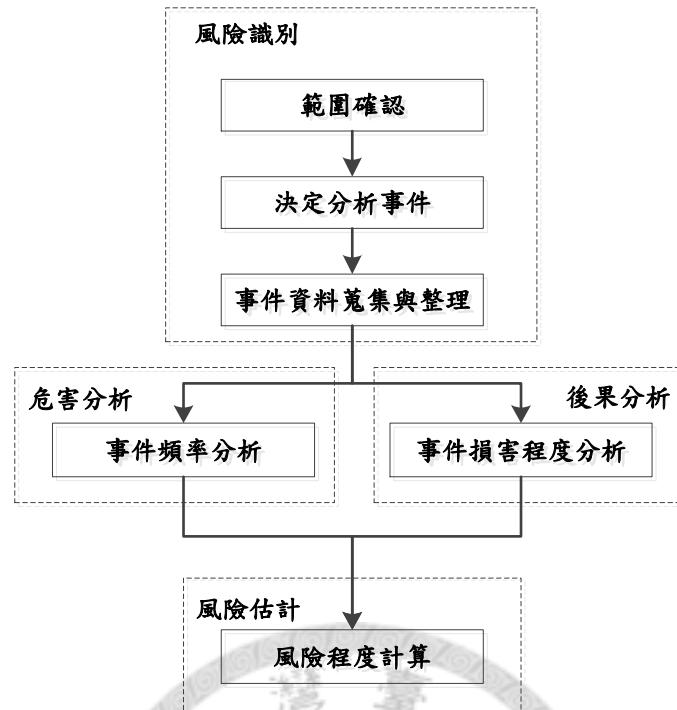 風險識別
範圍確認
決定分析事件
事件資料蒐集與整理
危害分析
後果分析
事件頻率分析
事件損害程度分析
風險估計
風險程度計算
灣 臺